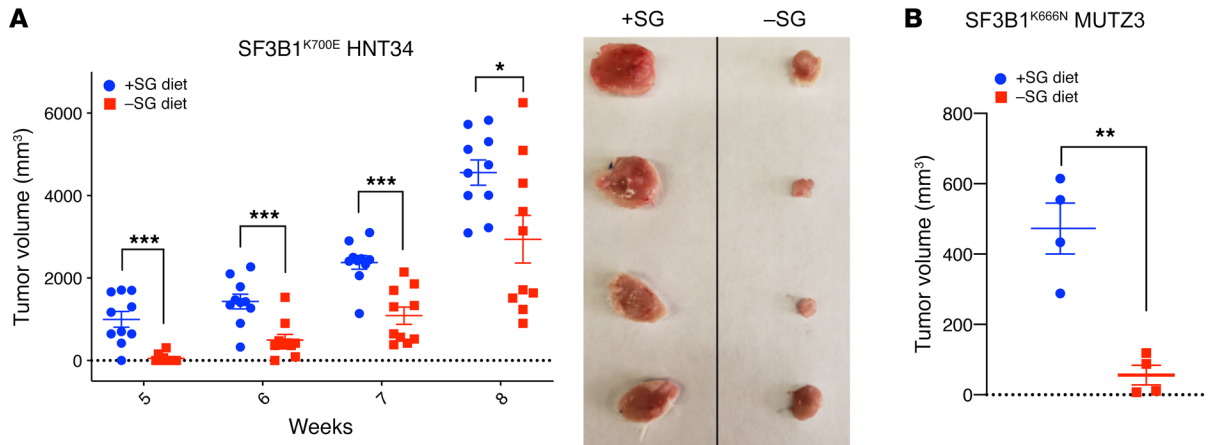 A
SF3B1K700E HNT34
+SG diet
–SG diet
Tumor volume (mm3)
6000
4000
2000
0
***
***
***
*
5
6
7
8
Weeks
+SG
–SG
B
SF3B1K666N MUTZ3
+SG diet
–SG diet
Tumor volume (mm3)
800
600
400
200
0
**